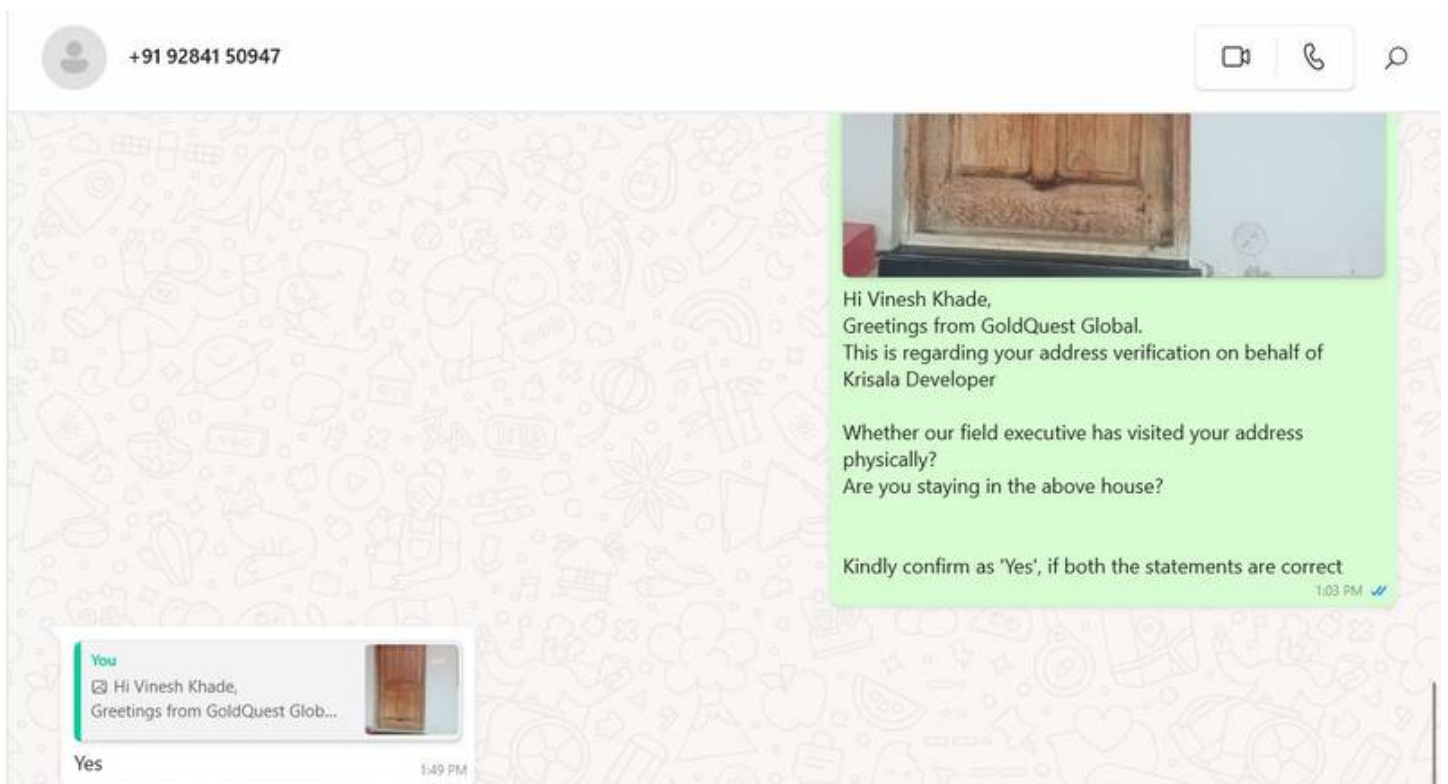 +91 92841 50947
Hi Vinesh Khade,
Greetings from GoldQuest Global.
This is regarding your address verification on behalf of
Krisala Developer
Whether our field executive has visited your address
physically?
Are you staying in the above house?
Kindly confirm as 'Yes', if both the statements are correct
1:03 PM
You
Hi Vinesh Khade,
Greetings from GoldQuest Glob...
Yes
1:49 PM